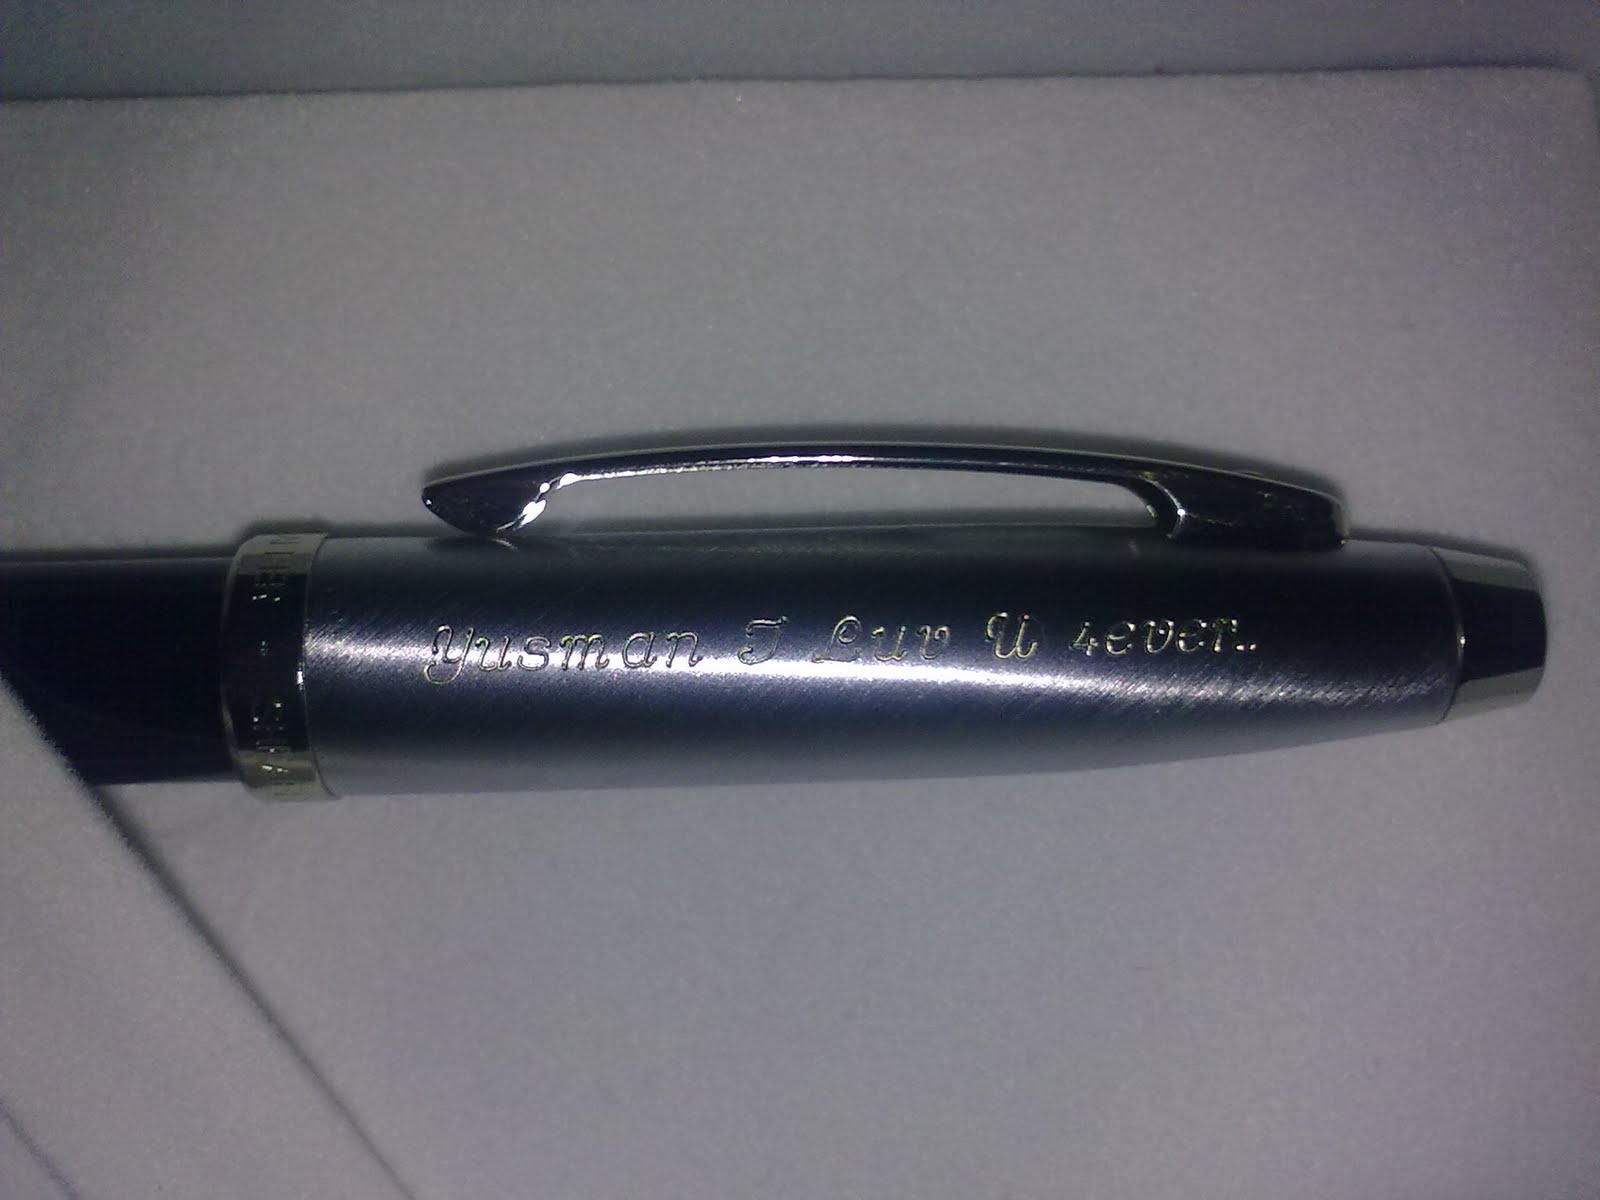 Yusman I Luv U 4ever..